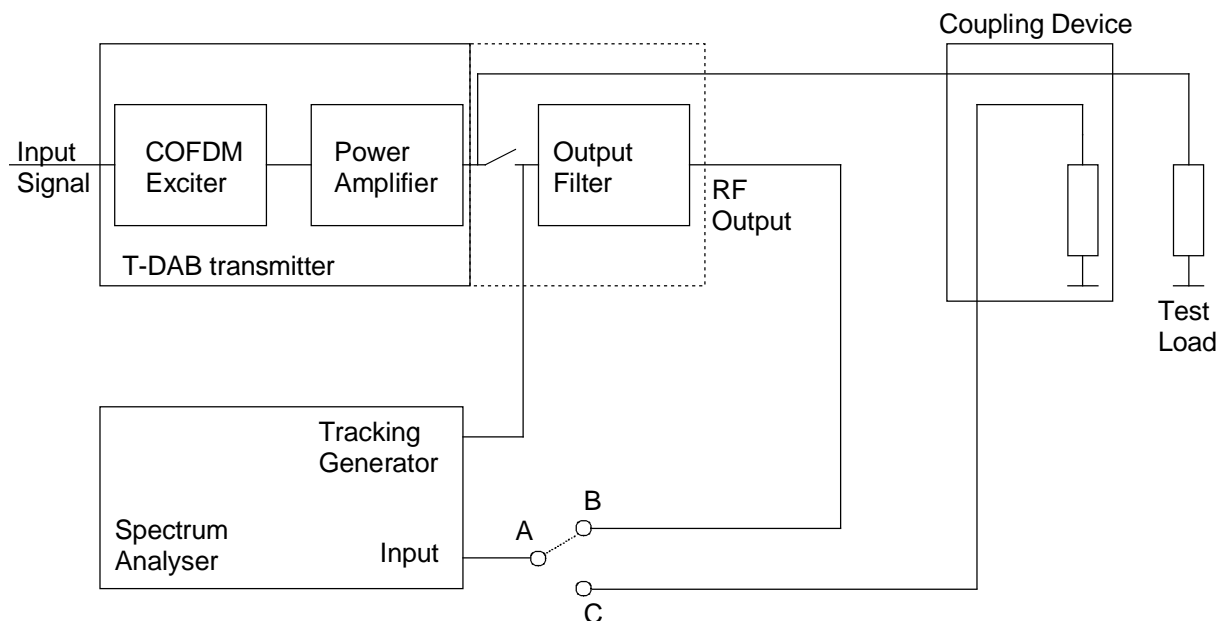 Coupling Device
Input
Signal
COFDM
Exciter
Power
Amplifier
Output
Filter
RF
Output
T-DAB transmitter
Test
Load
Tracking
Generator
Spectrum
Analyser
Input
A
B
C